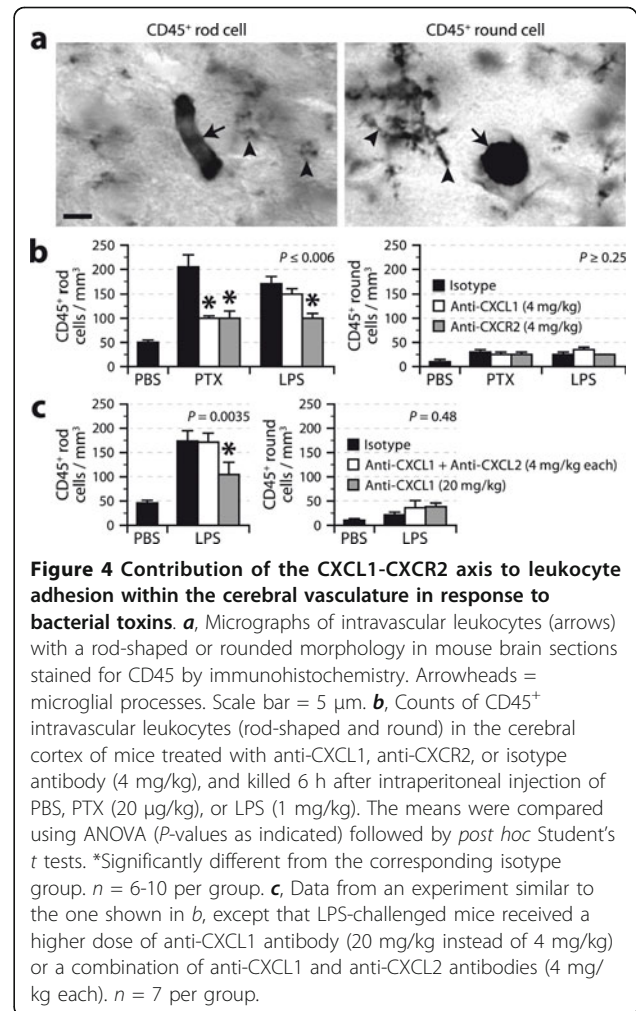 a
CD45⁺ rod cell
CD45⁺ round cell
b
CD45⁺ rod cells / mm³
250
200
150
100
50
0
P ≤ 0.006
* * *
PBS PTX LPS
CD45⁺ round cells / mm³
250
200
150
100
50
0
P ≥ 0.25
Isotype
Anti-CXCL1 (4 mg/kg)
Anti-CXCR2 (4 mg/kg)
PBS PTX LPS
c
CD45⁺ rod cells / mm³
250
200
150
100
50
0
P = 0.0035
*
PBS LPS
CD45⁺ round cells / mm³
250
200
150
100
50
0
P = 0.48
Isotype
Anti-CXCL1 + Anti-CXCL2 (4 mg/kg each)
Anti-CXCL1 (20 mg/kg)
PBS LPS
Figure 4 Contribution of the CXCL1-CXCR2 axis to leukocyte
adhesion within the cerebral vasculature in response to
bacterial toxins. a, Micrographs of intravascular leukocytes (arrows)
with a rod-shaped or rounded morphology in mouse brain sections
stained for CD45 by immunohistochemistry. Arrowheads =
microglial processes. Scale bar = 5 μm. b, Counts of CD45⁺
intravascular leukocytes (rod-shaped and round) in the cerebral
cortex of mice treated with anti-CXCL1, anti-CXCR2, or isotype
antibody (4 mg/kg), and killed 6 h after intraperitoneal injection of
PBS, PTX (20 μg/kg), or LPS (1 mg/kg). The means were compared
using ANOVA (P-values as indicated) followed by post hoc Student's
t tests. *Significantly different from the corresponding isotype
group. n = 6-10 per group. c, Data from an experiment similar to
the one shown in b, except that LPS-challenged mice received a
higher dose of anti-CXCL1 antibody (20 mg/kg instead of 4 mg/kg)
or a combination of anti-CXCL1 and anti-CXCL2 antibodies (4 mg/
kg each). n = 7 per group.